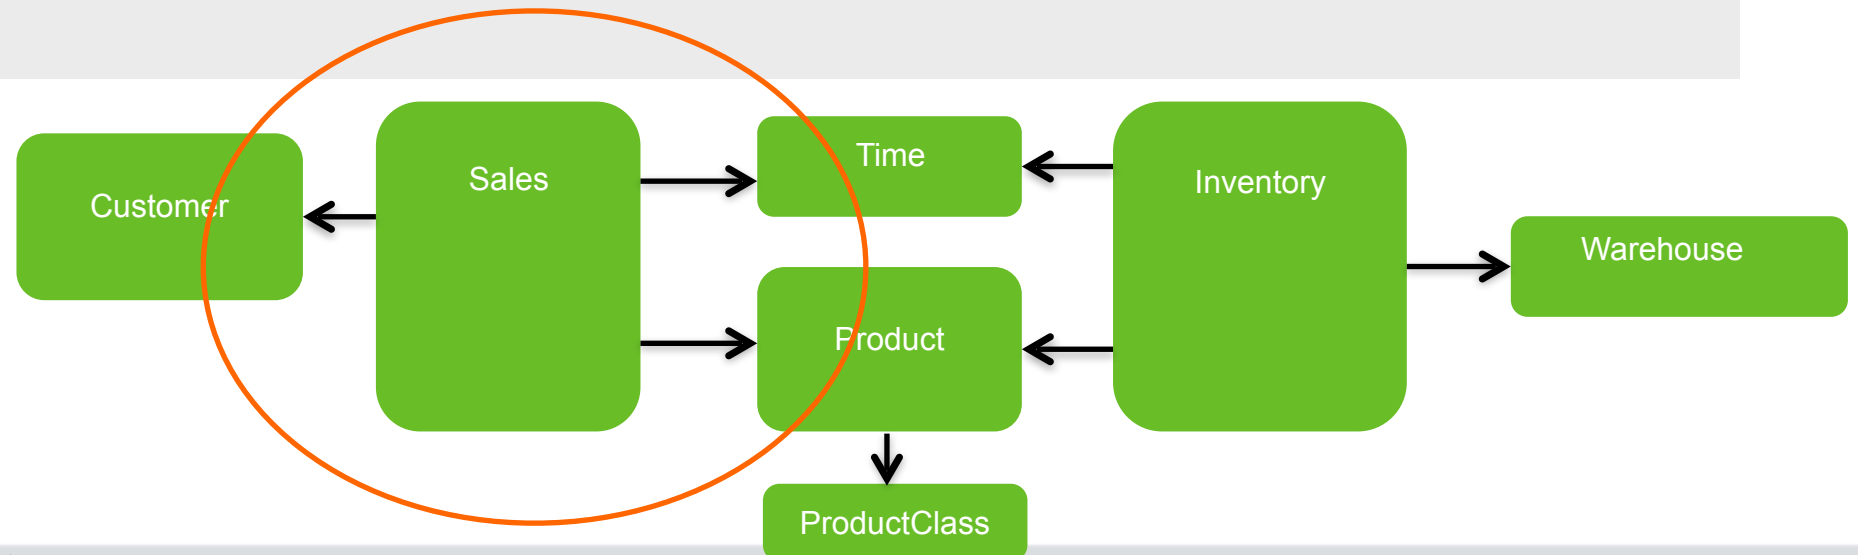 Customer
Sales
Time
Product
ProductClass
Inventory
Warehouse